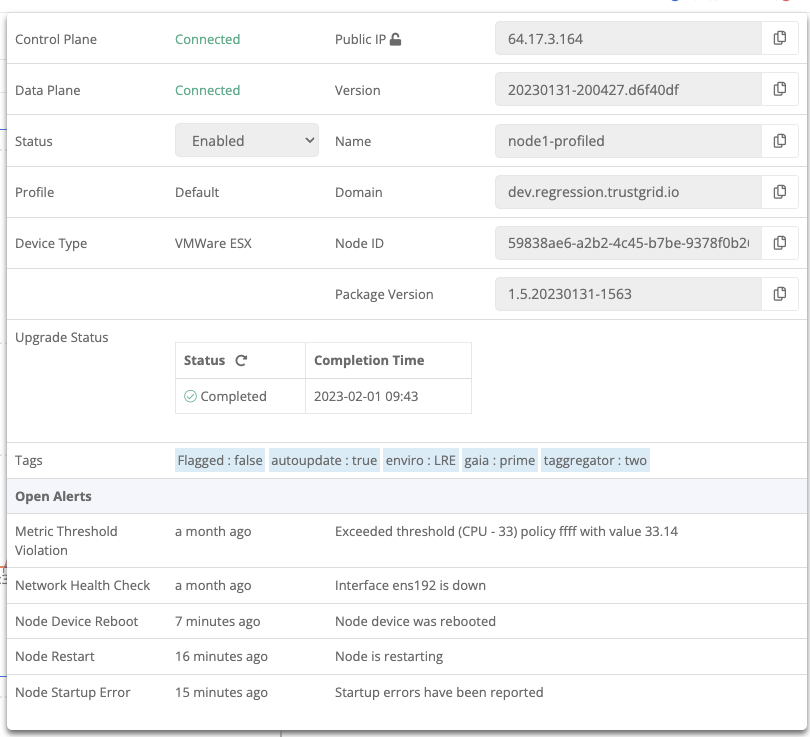 Control Plane Connected Public IP 64.17.3.164
Data Plane Connected Version 20230131-200427.d6f40df
Status Enabled Name node1-profiled
Profile Default Domain dev.regression.trustgrid.io
Device Type VMWare ESX Node ID 59838ae6-a2b2-4c45-b7be-9378f0b2
Package Version 1.5.20230131-1563
Upgrade Status
Status Completion Time
Completed 2023-02-01 09:43
Tags Flagged : false autoupdate : true enviro : LRE gaia : prime taggregator : two
Open Alerts
Metric Threshold Violation a month ago Exceeded threshold (CPU - 33) policy ffff with value 33.14
Network Health Check a month ago Interface ens192 is down
Node Device Reboot 7 minutes ago Node device was rebooted
Node Restart 16 minutes ago Node is restarting
Node Startup Error 15 minutes ago Startup errors have been reported